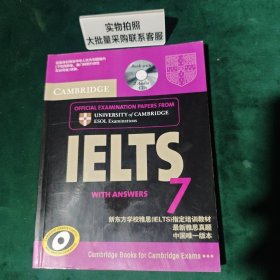 实物拍照
大批量采购联系客服
CAMBRIDGE
Book with
OFFICIAL EXAMINATION PAPERS FROM
UNIVERSITY of CAMBRIDGE
ESOL Examinations
IELTS
WITH ANSWERS
7
新东方学校雅思(IELTS)指定培训教材
最新雅思真题
中国唯一版本
Cambridge Books for Cambridge Exams